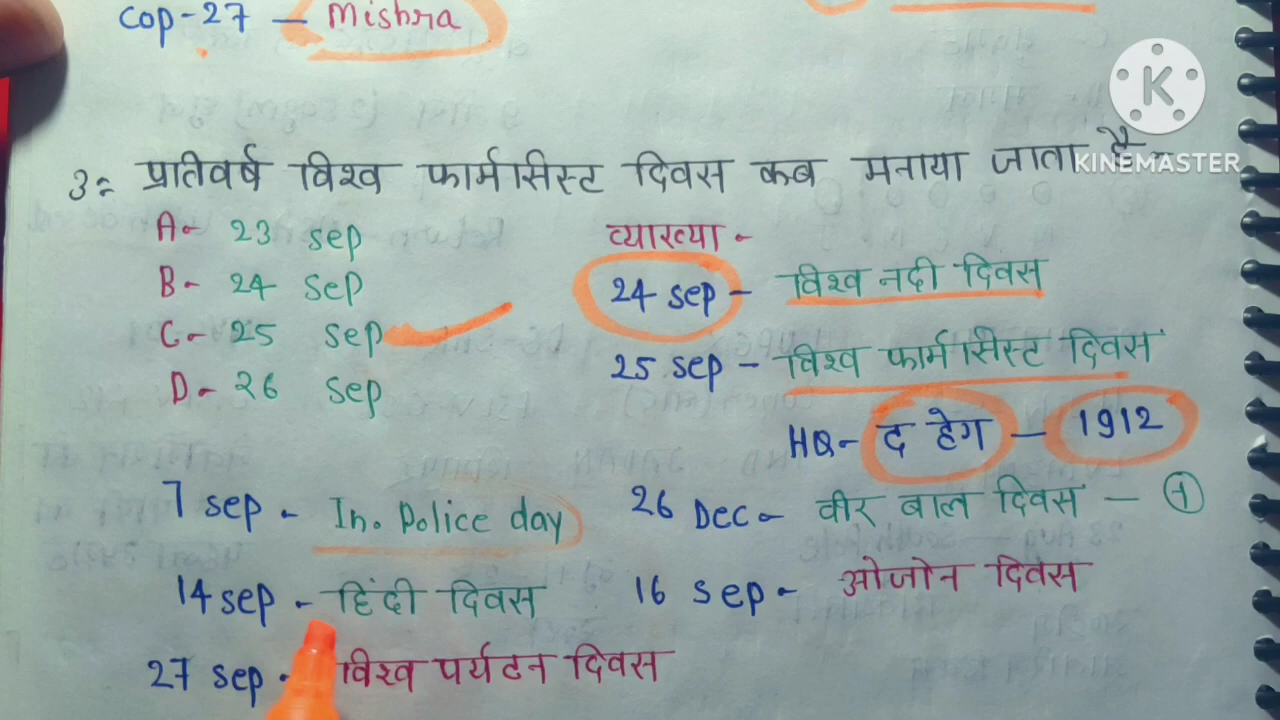 Cop-27 — Mishra
3:- प्रतिवर्ष विश्व फार्मासिस्ट दिवस कब मनाया जाता है -
A- 23 sep
B- 24 sep
C- 25 sep
D- 26 sep
व्याख्या -
24 sep - विश्व नदी दिवस
25 sep - विश्व फार्मासिस्ट दिवस
HQ- द हेग — 1912
7 sep - In. Police day
26 Dec - वीर बाल दिवस — 1
14 sep - हिंदी दिवस
16 sep - ओजोन दिवस
27 sep - विश्व पर्यटन दिवस
KINEMASTER